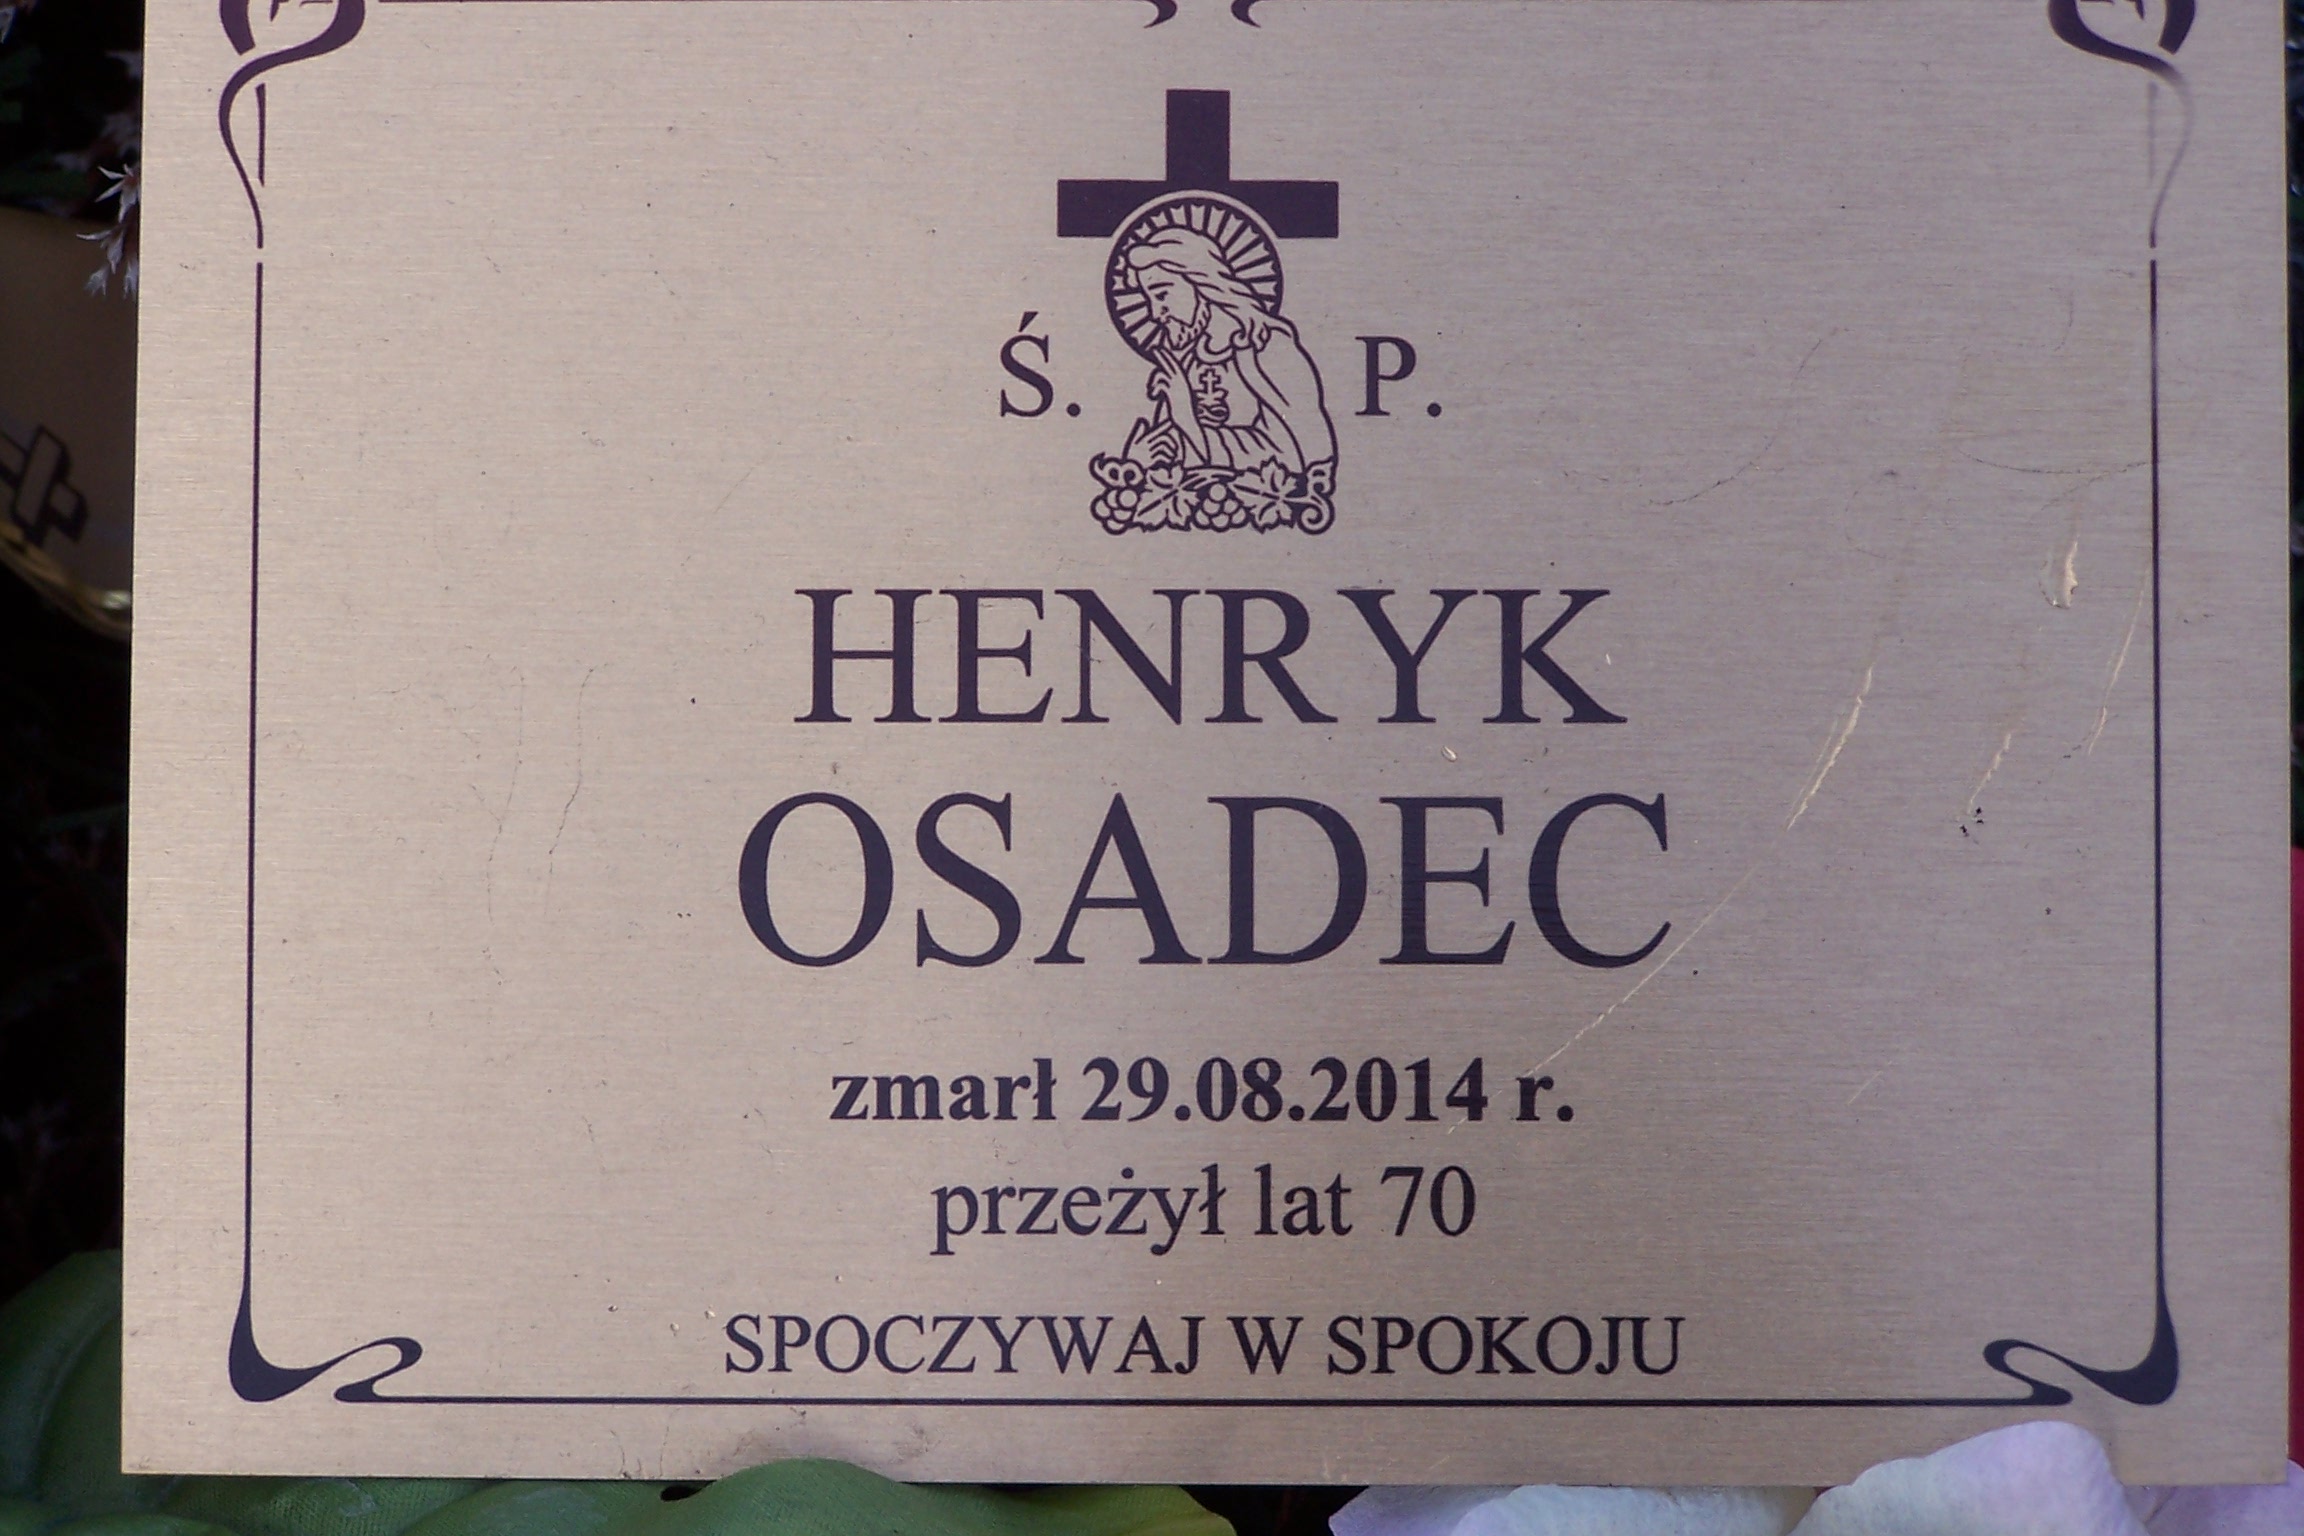 Ś. P.
HENRYK
OSADEC
zmarł 29.08.2014 r.
przeżył lat 70
SPOCZYWAJ W SPOKOJU